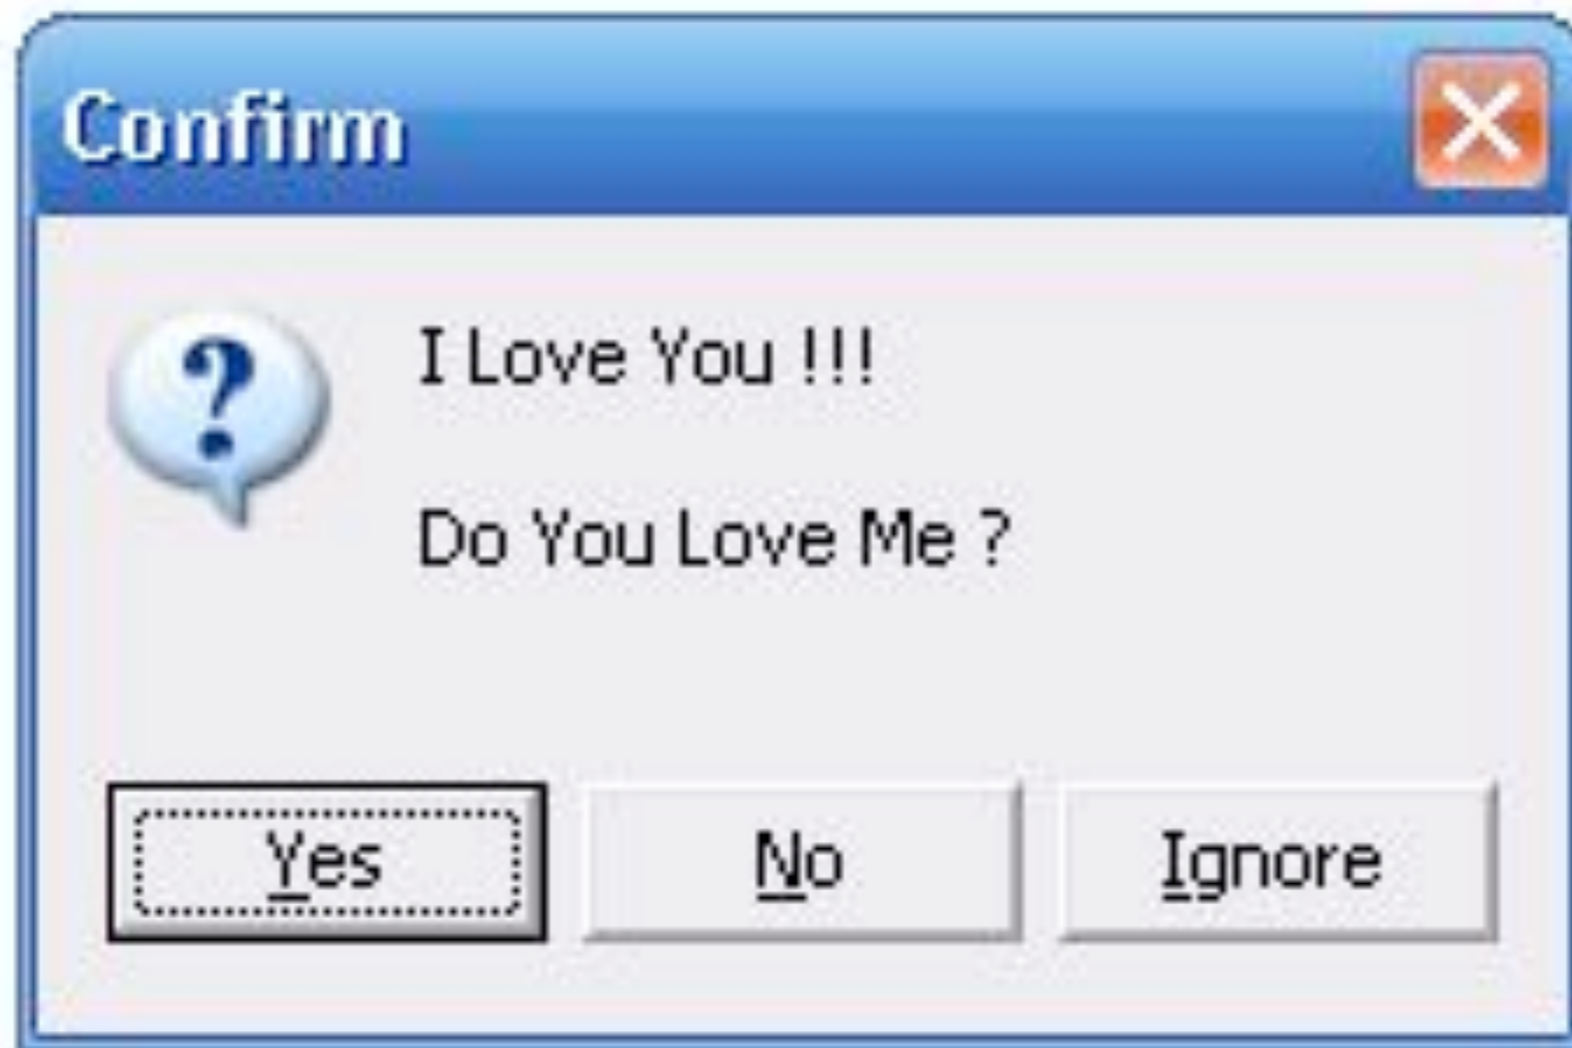 Confirm
I Love You !!!
Do You Love Me ?
Yes
No
Ignore